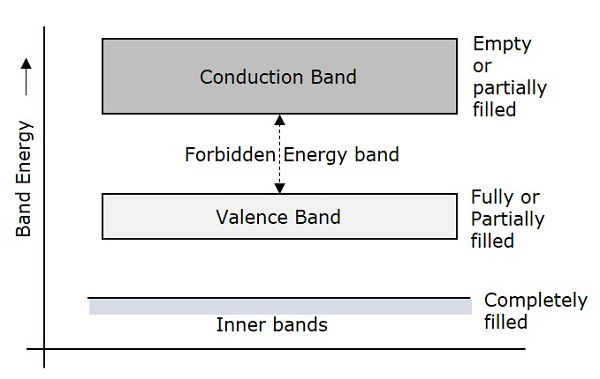 Empty
or
partially
filled
Conduction Band
Forbidden Energy band
Band Energy
Valence Band
Fully or
Partially
filled
Completely
filled
Inner bands